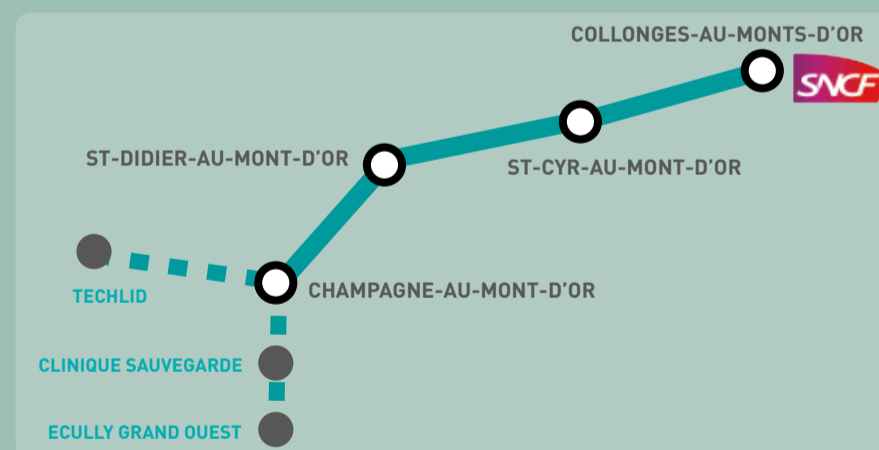 COLLONGES-AU-MONTS-D'OR
SNCF
ST-DIDIER-AU-MONT-D'OR
ST-CYR-AU-MONT-D'OR
CHAMPAGNE-AU-MONT-D'OR
TECHLID
CLINIQUE SAUVEGARDE
ECULLY GRAND OUEST